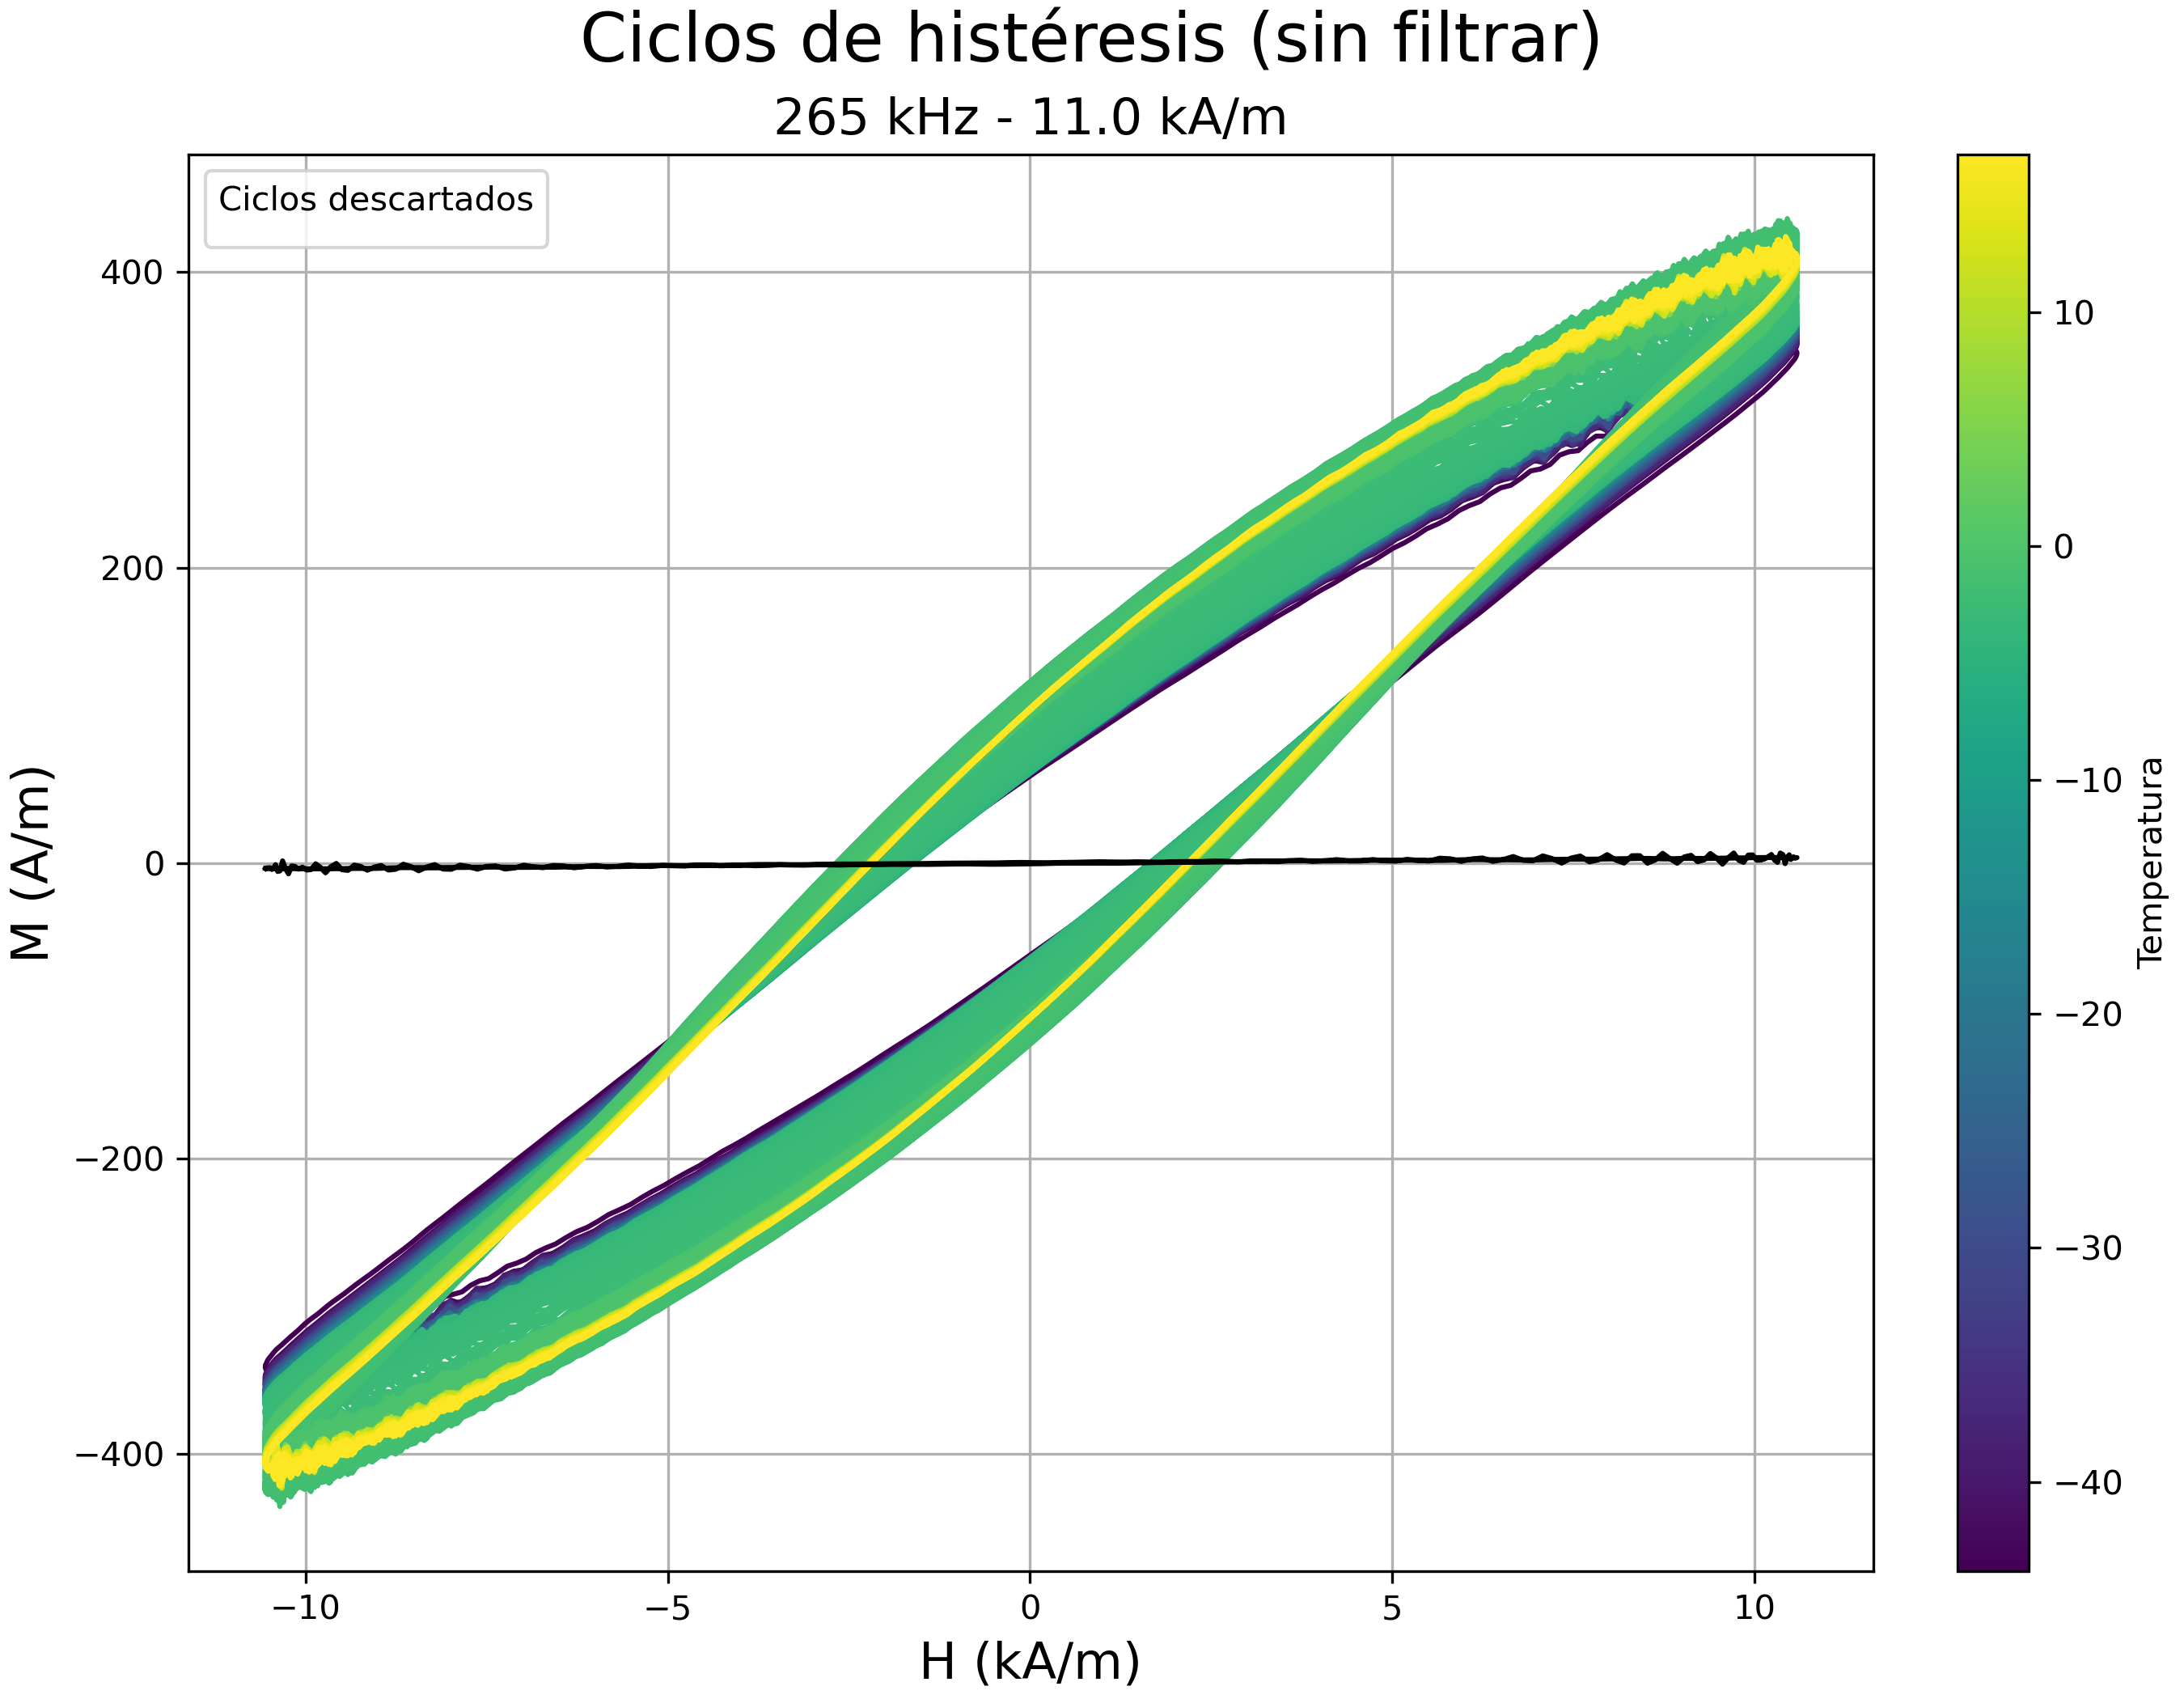 Ciclos de histéresis (sin filtrar)
265 kHz - 11.0 kA/m
Ciclos descartados
M (A/m)
400
200
0
−200
−400
−10
−5
0
5
10
H (kA/m)
10
0
−10
−20
−30
−40
Temperatura